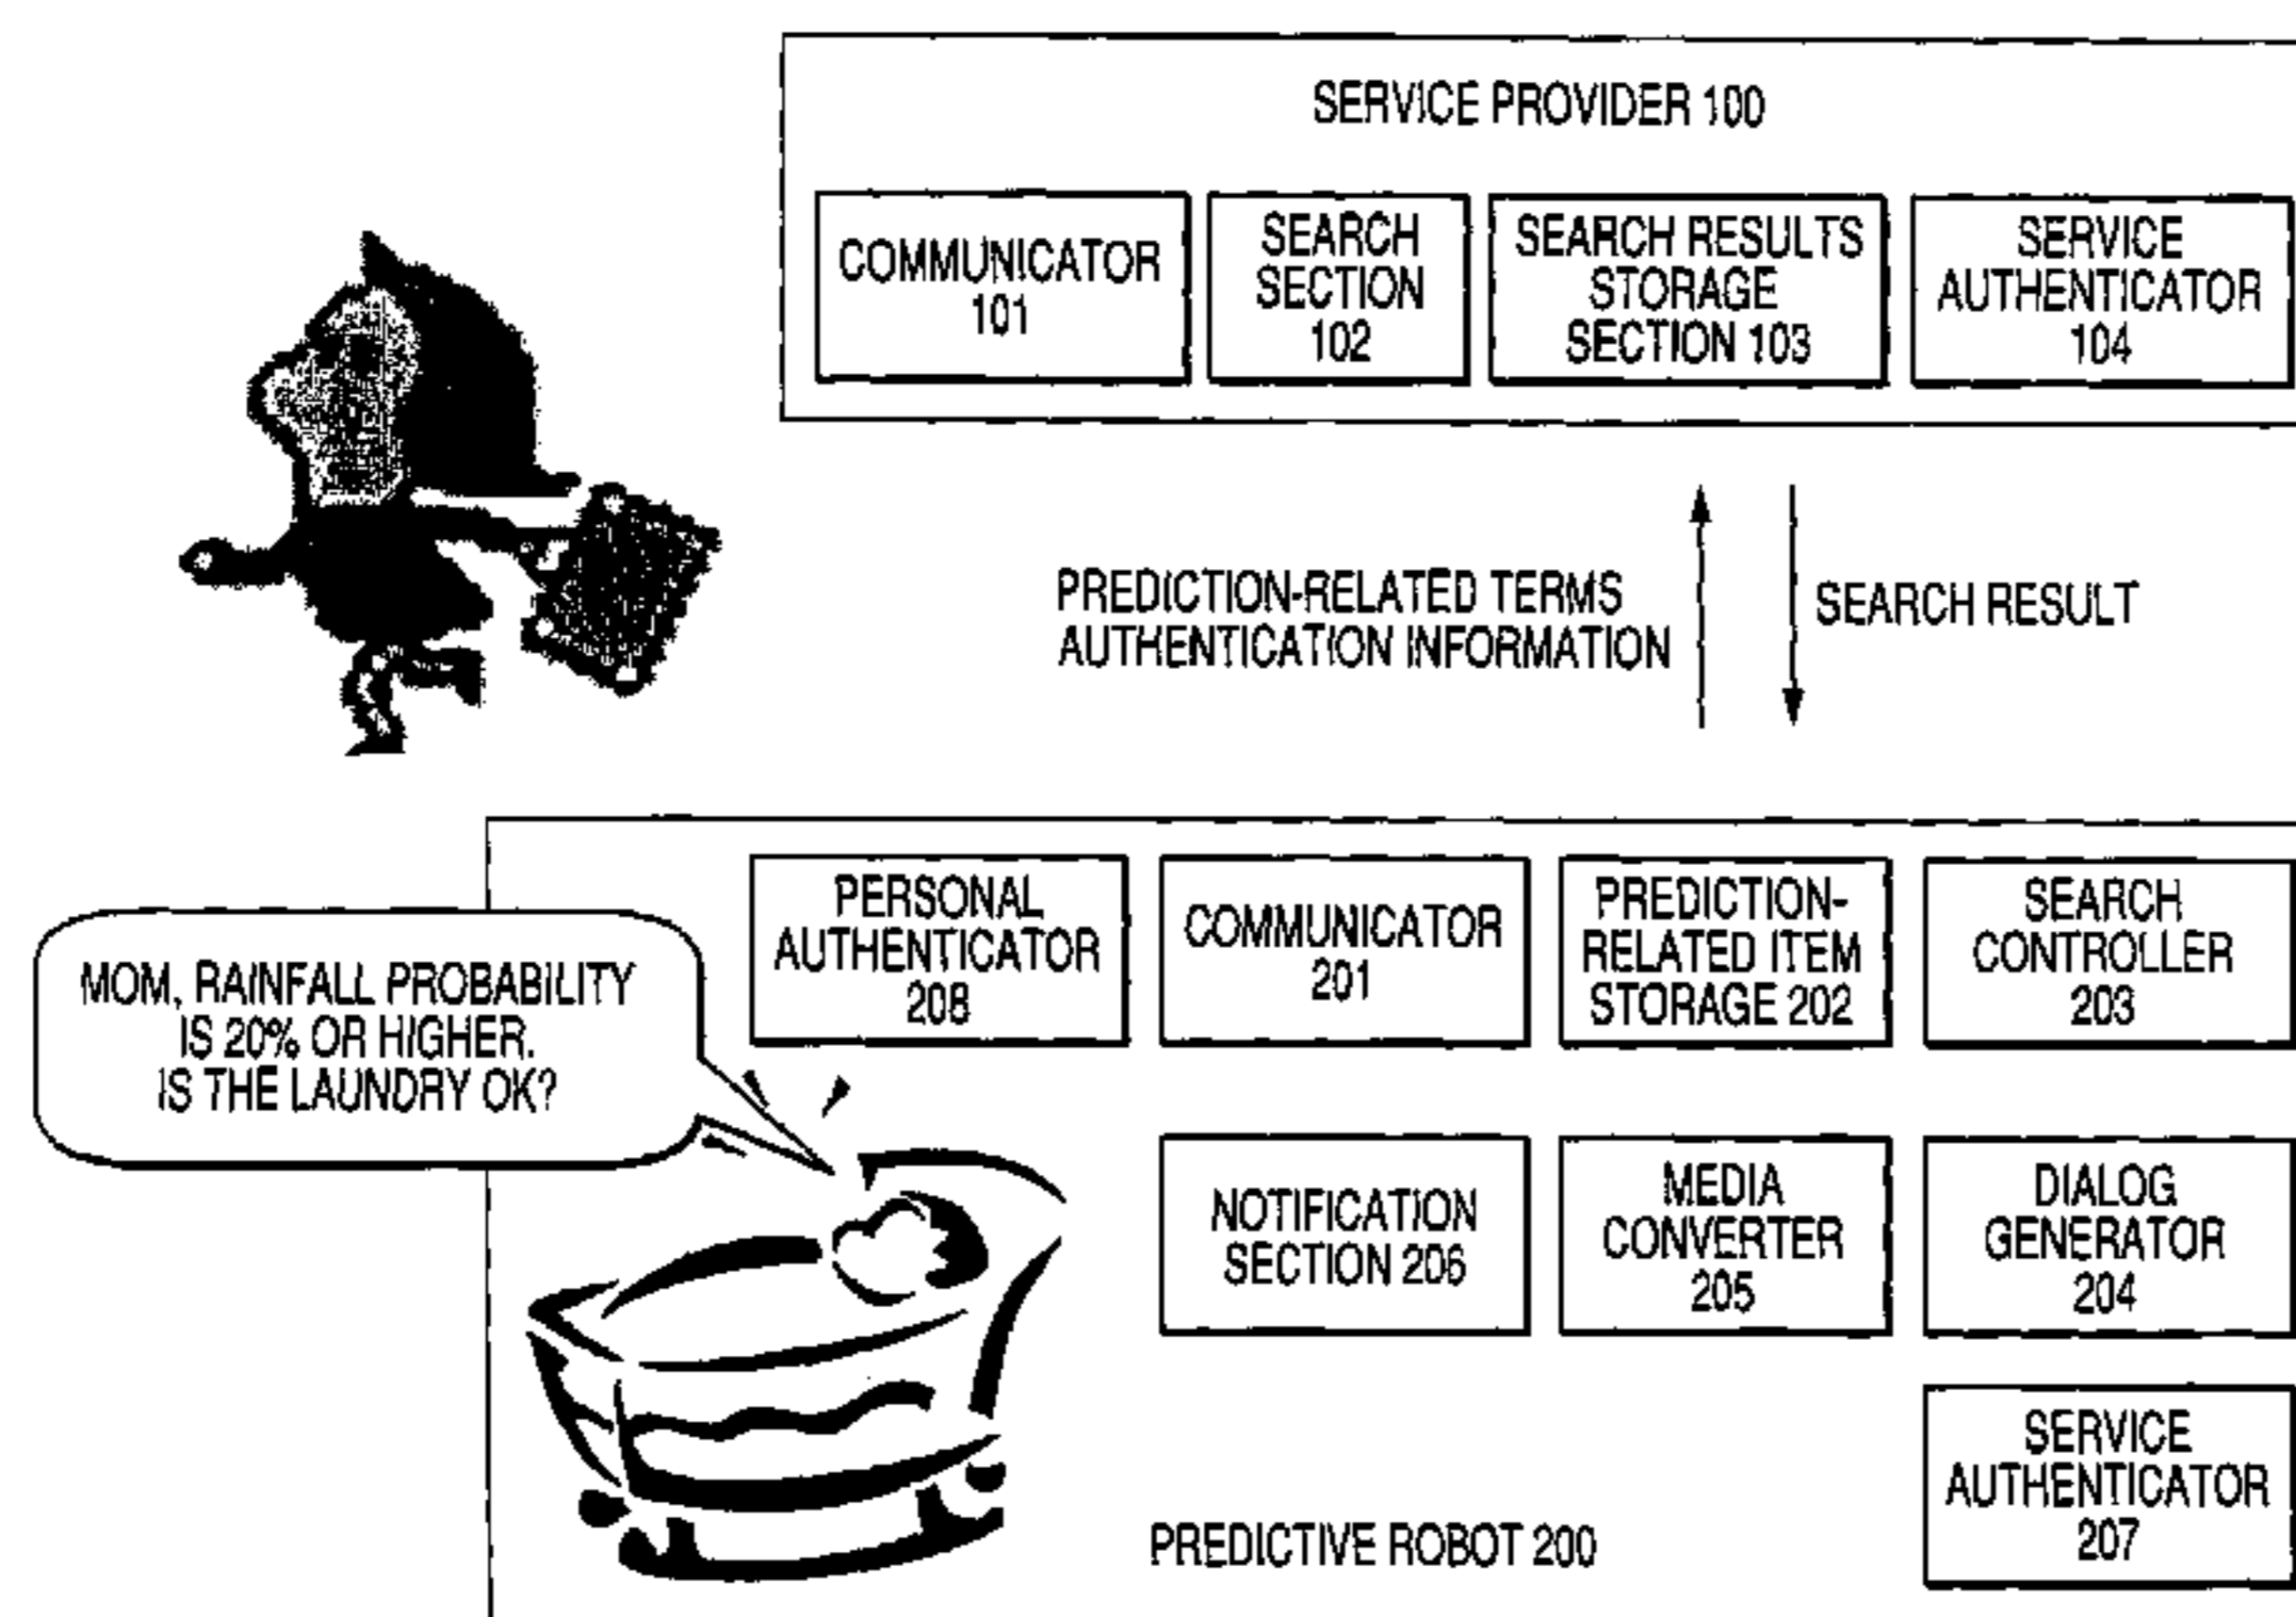 SERVICE PROVIDER 100
COMMUNICATOR
101
SEARCH
SECTION
102
SEARCH RESULTS
STORAGE
SECTION 103
SERVICE
AUTHENTICATOR
104
PREDICTION-RELATED TERMS
AUTHENTICATION INFORMATION
SEARCH RESULT
PERSONAL
AUTHENTICATOR
208
COMMUNICATOR
201
PREDICTION-
RELATED ITEM
STORAGE 202
SEARCH
CONTROLLER
203
MOM, RAINFALL PROBABILITY
IS 20% OR HIGHER.
IS THE LAUNDRY OK?
NOTIFICATION
SECTION 206
MEDIA
CONVERTER
205
DIALOG
GENERATOR
204
SERVICE
AUTHENTICATOR
207
PREDICTIVE ROBOT 200